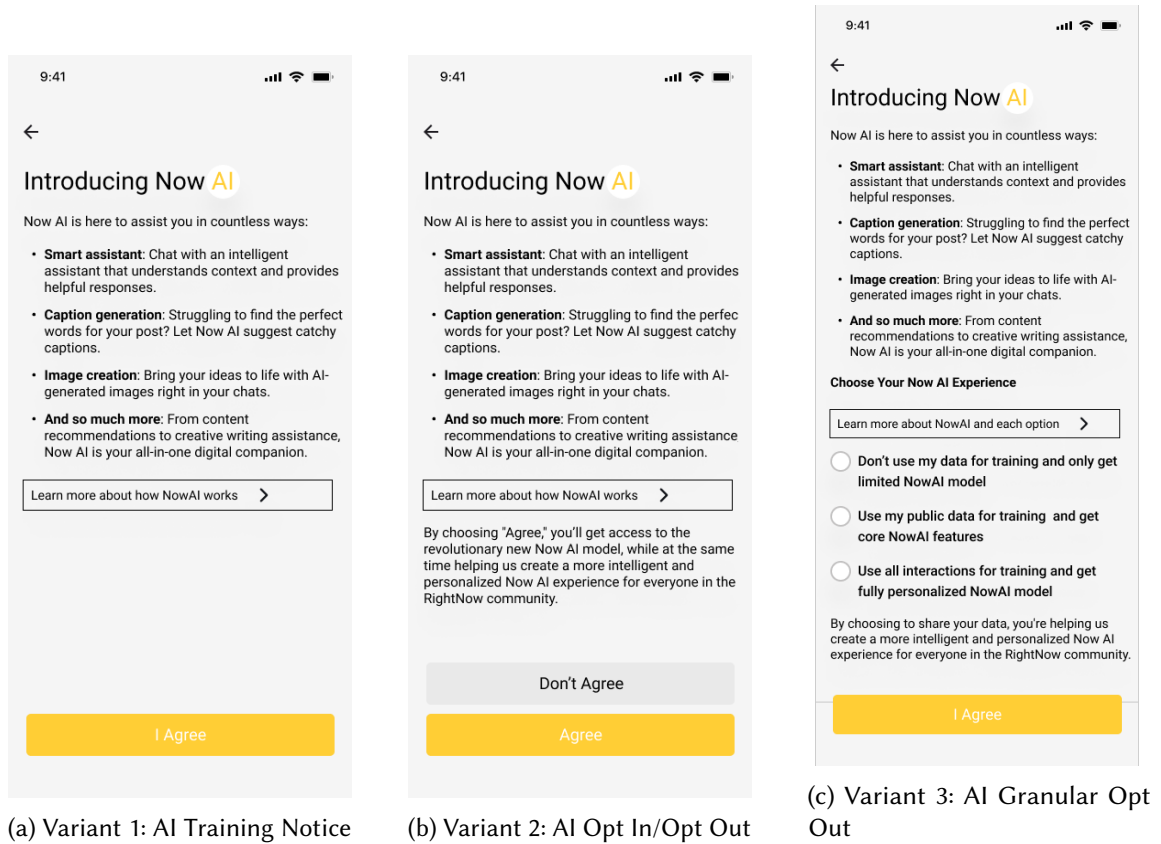 9:41
Introducing Now AI
Now AI is here to assist you in countless ways:
• Smart assistant: Chat with an intelligent
assistant that understands context and provides
helpful responses.
• Caption generation: Struggling to find the perfect
words for your post? Let Now AI suggest catchy
captions.
• Image creation: Bring your ideas to life with AI-
generated images right in your chats.
• And so much more: From content
recommendations to creative writing assistance,
Now AI is your all-in-one digital companion.
Learn more about how NowAI works
I Agree
(a) Variant 1: AI Training Notice
9:41
Introducing Now AI
Now AI is here to assist you in countless ways:
• Smart assistant: Chat with an intelligent
assistant that understands context and provides
helpful responses.
• Caption generation: Struggling to find the perfec
words for your post? Let Now AI suggest catchy
captions.
• Image creation: Bring your ideas to life with AI-
generated images right in your chats.
• And so much more: From content
recommendations to creative writing assistance
Now AI is your all-in-one digital companion.
Learn more about how NowAI works
By choosing "Agree," you’ll get access to the
revolutionary new Now AI model, while at the same
time helping us create a more intelligent and
personalized Now AI experience for everyone in the
RightNow community.
Don’t Agree
Agree
(b) Variant 2: AI Opt In/Opt Out
9:41
Introducing Now AI
Now AI is here to assist you in countless ways:
• Smart assistant: Chat with an intelligent
assistant that understands context and provides
helpful responses.
• Caption generation: Struggling to find the perfect
words for your post? Let Now AI suggest catchy
captions.
• Image creation: Bring your ideas to life with AI-
generated images right in your chats.
• And so much more: From content
recommendations to creative writing assistance,
Now AI is your all-in-one digital companion.
Choose Your Now AI Experience
Learn more about NowAI and each option
Don’t use my data for training and only get
limited NowAI model
Use my public data for training and get
core NowAI features
Use all interactions for training and get
fully personalized NowAI model
By choosing to share your data, you're helping us
create a more intelligent and personalized Now AI
experience for everyone in the RightNow community.
I Agree
(c) Variant 3: AI Granular Opt
Out